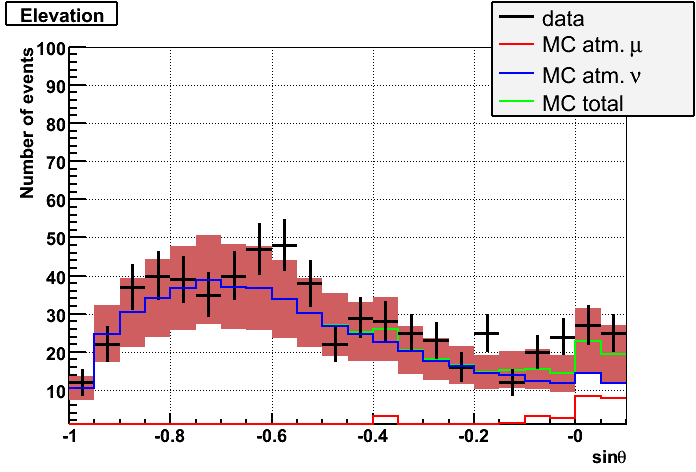 Elevation
data
MC atm. μ
MC atm. ν
MC total
Number of events
100
90
80
70
60
50
40
30
20
10
-1 -0.8 -0.6 -0.4 -0.2 -0
sinθ